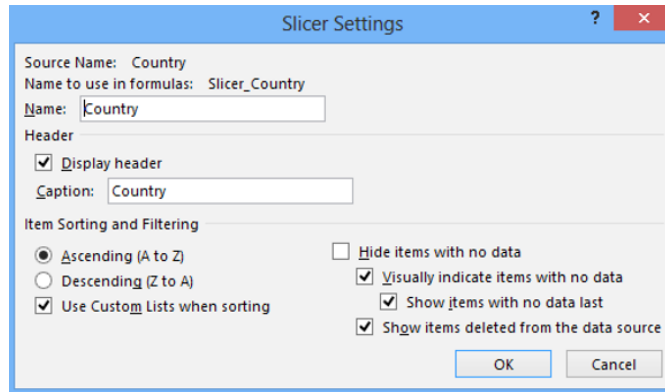 Slicer Settings
?
Source Name: Country
Name to use in formulas: Slicer_Country
Name: Country
Header
Display header
Caption: Country
Item Sorting and Filtering
Ascending (A to Z)
Descending (Z to A)
Use Custom Lists when sorting
Hide items with no data
Visually indicate items with no data
Show items with no data last
Show items deleted from the data source
OK
Cancel